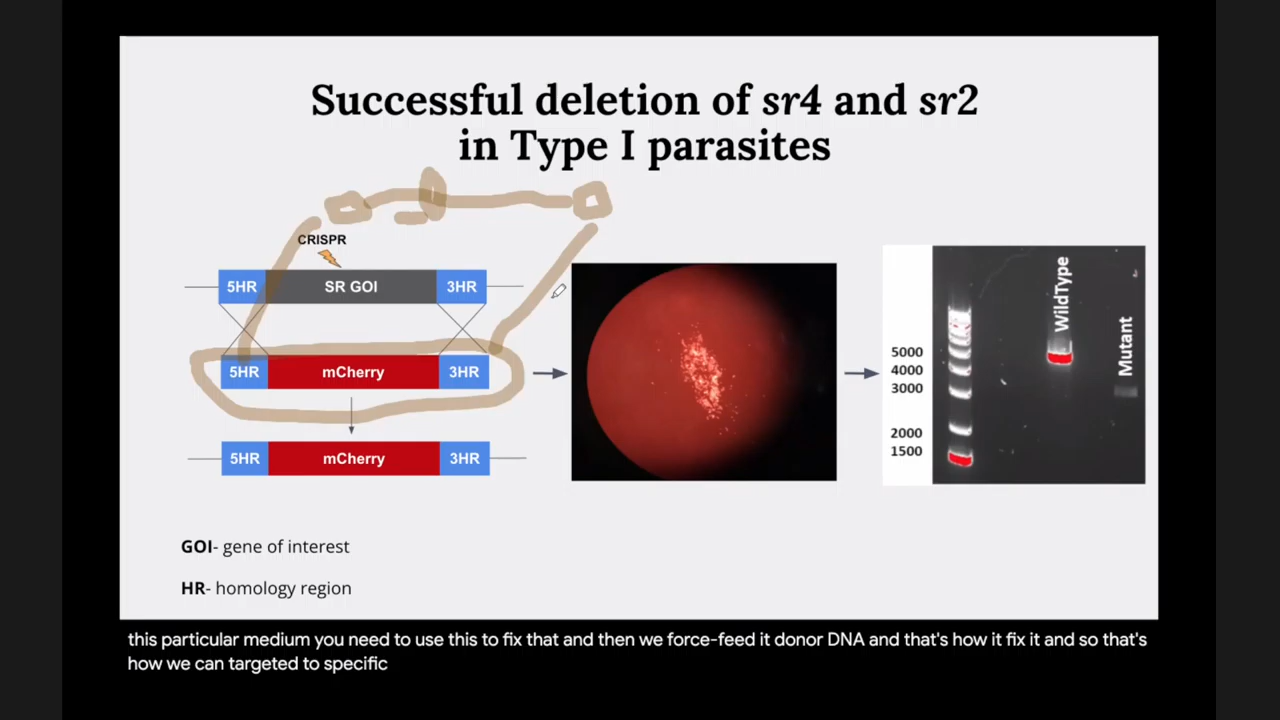 Successful deletion of sr4 and sr2
in Type I parasites
CRISPR
5HR SR GOI 3HR
5HR mCherry 3HR
5HR mCherry 3HR
WildType
Mutant
5000
4000
3000
2000
1500
GOI- gene of interest
HR- homology region
this particular medium you need to use this to fix that and then we force-feed it donor DNA and that's how it fix it and so that's
how we can targeted to specific